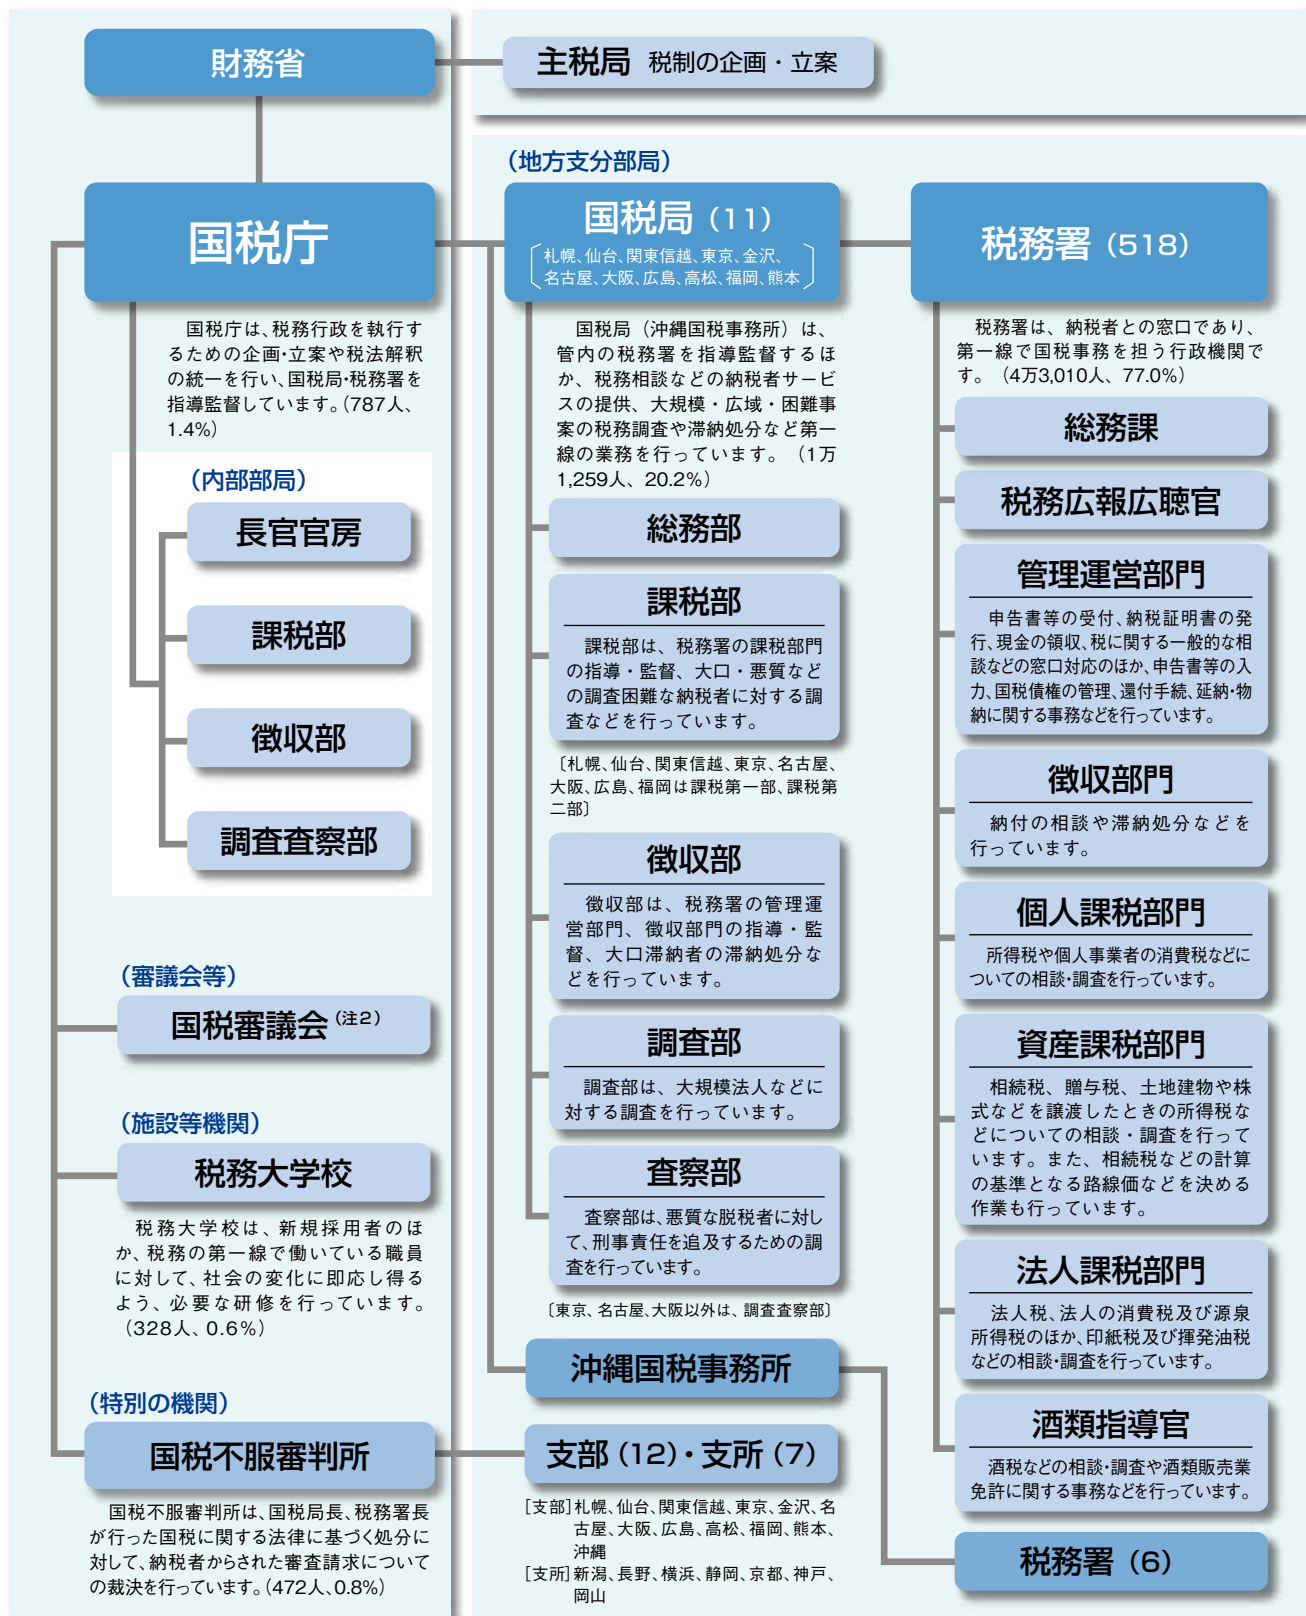 財務省
主税局 税制の企画・立案
国税庁
国税庁は、税務行政を執行す
るための企画・立案や税法解釈
の統一を行い、国税局・税務署を
指導監督しています。(787人、
1.4%)
（内部部局）
長官官房
課税部
徴収部
調査査察部
（審議会等）
国税審議会（注2）
（施設等機関）
税務大学校
税務大学校は、新規採用者のほ
か、税務の第一線で働いている職員
に対して、社会の変化に即応し得る
よう、必要な研修を行っています。
（328人、0.6%）
（特別の機関）
国税不服審判所
国税不服審判所は、国税局長、税務署長
が行った国税に関する法律に基づく処分に
対して、納税者からされた審査請求について
の裁決を行っています。(472人、0.8%)
（地方支分部局）
国税局（11）
札幌、仙台、関東信越、東京、金沢、
名古屋、大阪、広島、高松、福岡、熊本
国税局（沖縄国税事務所）は、
管内の税務署を指導監督するほ
か、税務相談などの納税者サービ
スの提供、大規模・広域・困難事
案の税務調査や滞納処分など第一
線の業務を行っています。（1万
1,259人、20.2%）
総務部
課税部
課税部は、税務署の課税部門
の指導・監督、大口・悪質など
の調査困難な納税者に対する調
査などを行っています。
〔札幌、仙台、関東信越、東京、名古屋、
大阪、広島、福岡は課税第一部、課税第
二部〕
徴収部
徴収部は、税務署の管理運
営部門、徴収部門の指導・監
督、大口滞納者の滞納処分な
どを行っています。
調査部
調査部は、大規模法人などに
対する調査を行っています。
査察部
査察部は、悪質な脱税者に対し
て、刑事責任を追及するための調
査を行っています。
〔東京、名古屋、大阪以外は、調査査察部〕
沖縄国税事務所
支部（12）・支所（7）
［支部］札幌、仙台、関東信越、東京、金沢、名
古屋、大阪、広島、高松、福岡、熊本、
沖縄
［支所］新潟、長野、横浜、静岡、京都、神戸、
岡山
税務署（518）
税務署は、納税者との窓口であり、
第一線で国税事務を担う行政機関で
す。（4万3,010人、77.0%）
総務課
税務広報広聴官
管理運営部門
申告書等の受付、納税証明書の発
行、現金の領収、税に関する一般的な相
談などの窓口対応のほか、申告書等の入
力、国税債権の管理、還付手続、延納・物
納に関する事務などを行っています。
徴収部門
納付の相談や滞納処分などを
行っています。
個人課税部門
所得税や個人事業者の消費税などに
ついての相談・調査を行っています。
資産課税部門
相続税、贈与税、土地建物や株
式などを譲渡したときの所得税な
どについての相談・調査を行って
います。また、相続税などの計算
の基準となる路線価などを決める
作業も行っています。
法人課税部門
法人税、法人の消費税及び源泉
所得税のほか、印紙税及び揮発油税
などの相談・調査を行っています。
酒類指導官
酒税などの相談・調査や酒類販売業
免許に関する事務などを行っています。
税務署（6）